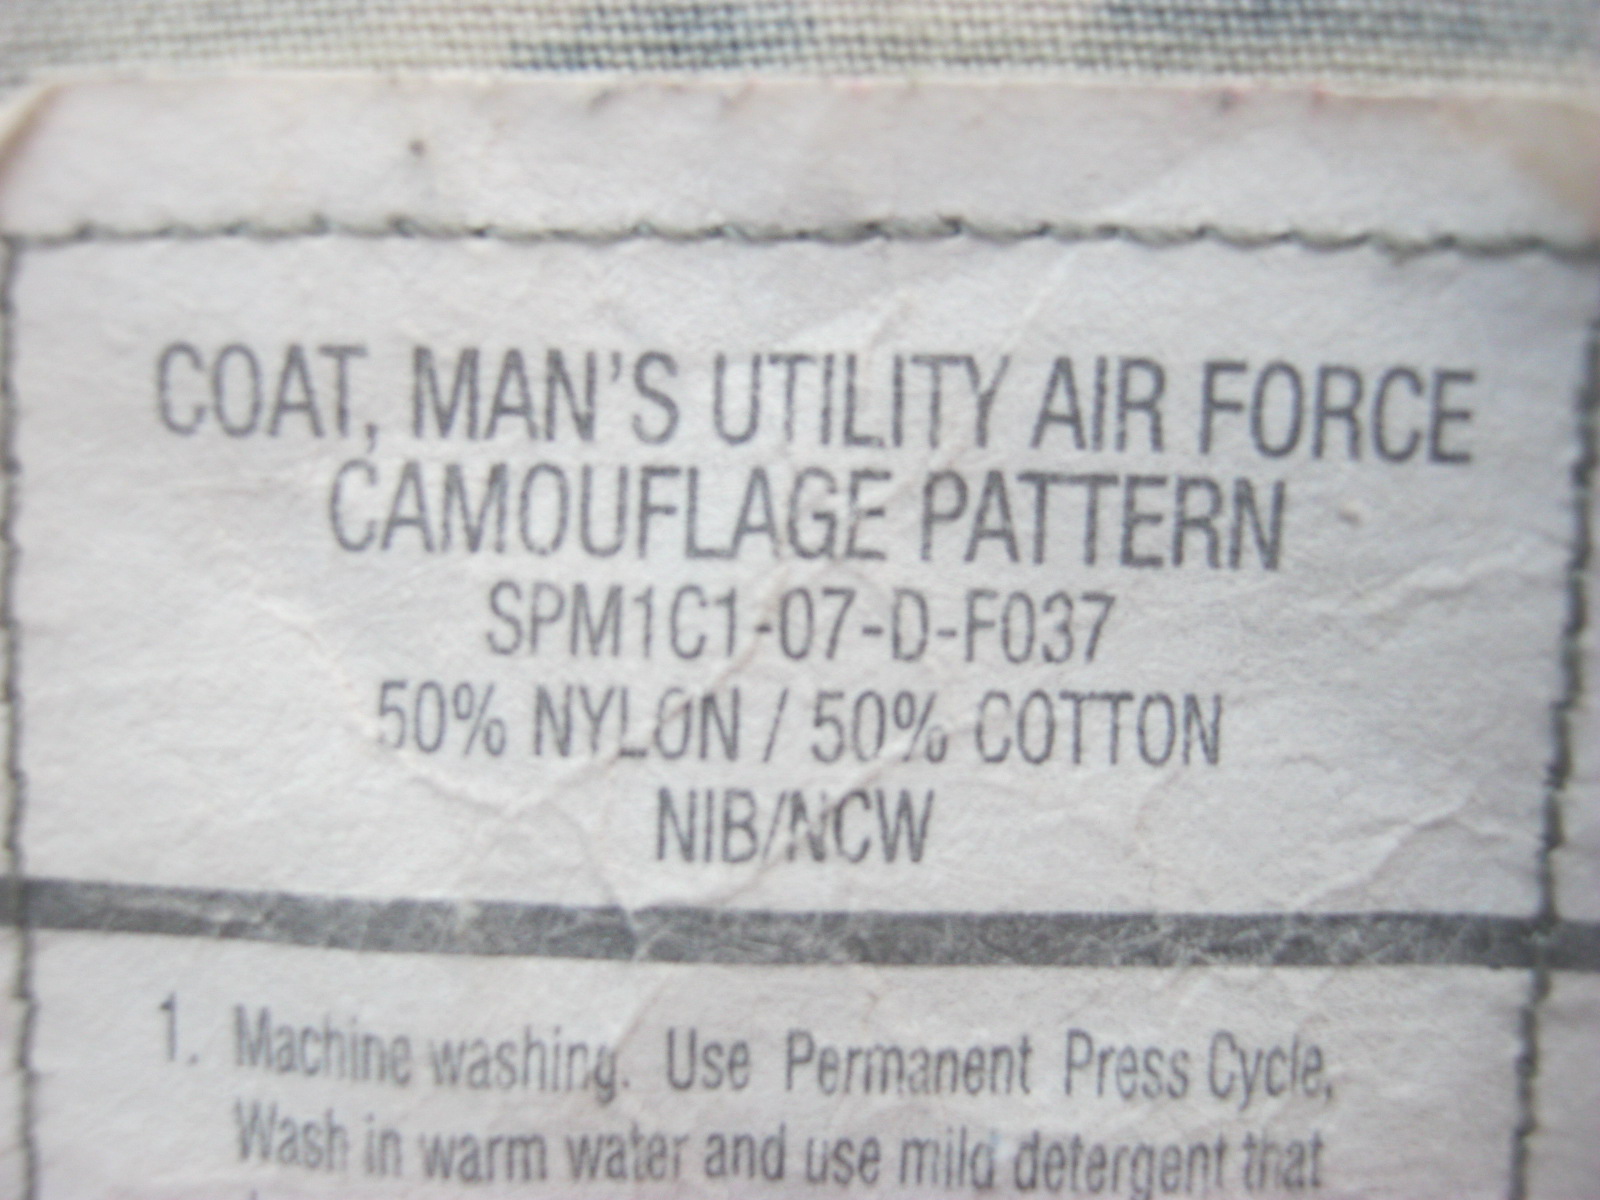 COAT, MAN'S UTILITY AIR FORCE
CAMOUFLAGE PATTERN
SPM1C1-07-D-F037
50% NYLON / 50% COTTON
NIB/NCW
1. Machine washing. Use Permanent Press Cycle,
Wash in warm water and use mild detergent that